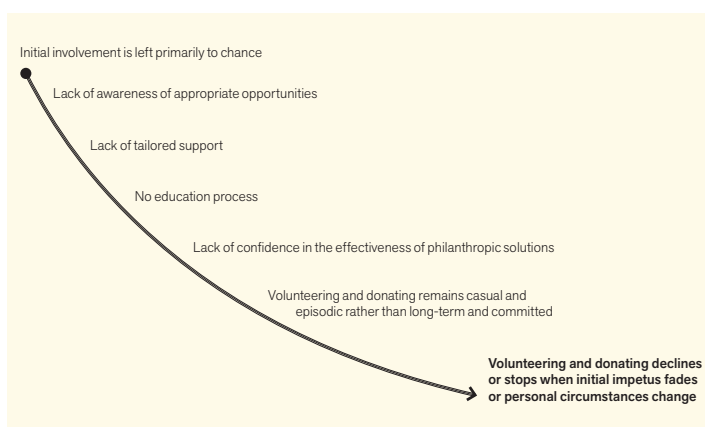 Initial involvement is left primarily to chance
Lack of awareness of appropriate opportunities
Lack of tailored support
No education process
Lack of confidence in the effectiveness of philanthropic solutions
Volunteering and donating remains casual and
episodic rather than long-term and committed
Volunteering and donating declines
or stops when initial impetus fades
or personal circumstances change